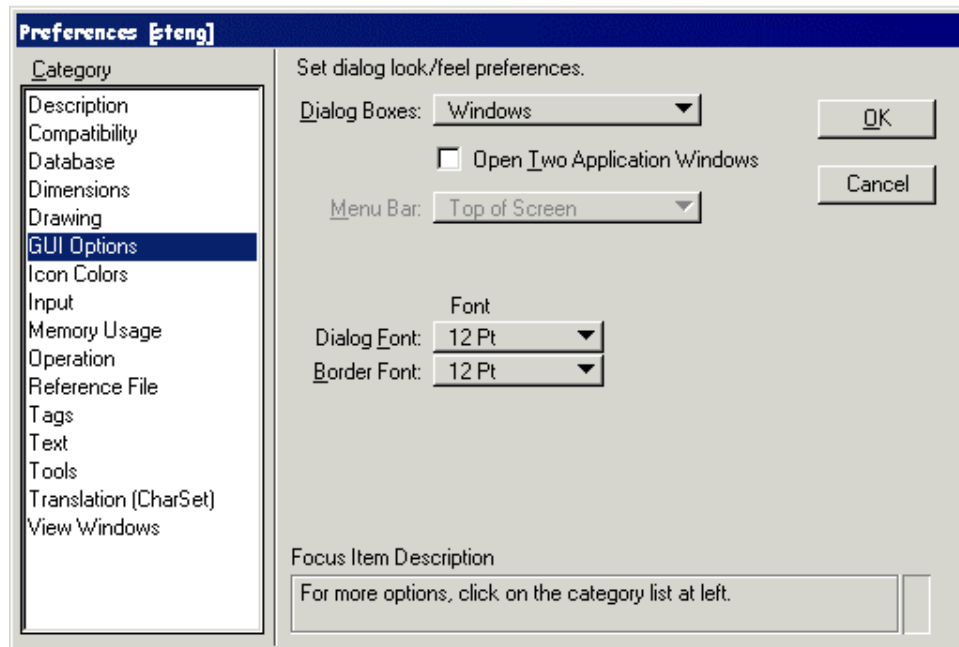 Preferences [steng]
Category
Description
Compatibility
Database
Dimensions
Drawing
GUI Options
Icon Colors
Input
Memory Usage
Operation
Reference File
Tags
Text
Tools
Translation (CharSet)
View Windows
Set dialog look/feel preferences.
Dialog Boxes: Windows
Open Two Application Windows
Menu Bar: Top of Screen
Font
Dialog Font: 12 Pt
Border Font: 12 Pt
OK
Cancel
Focus Item Description
For more options, click on the category list at left.